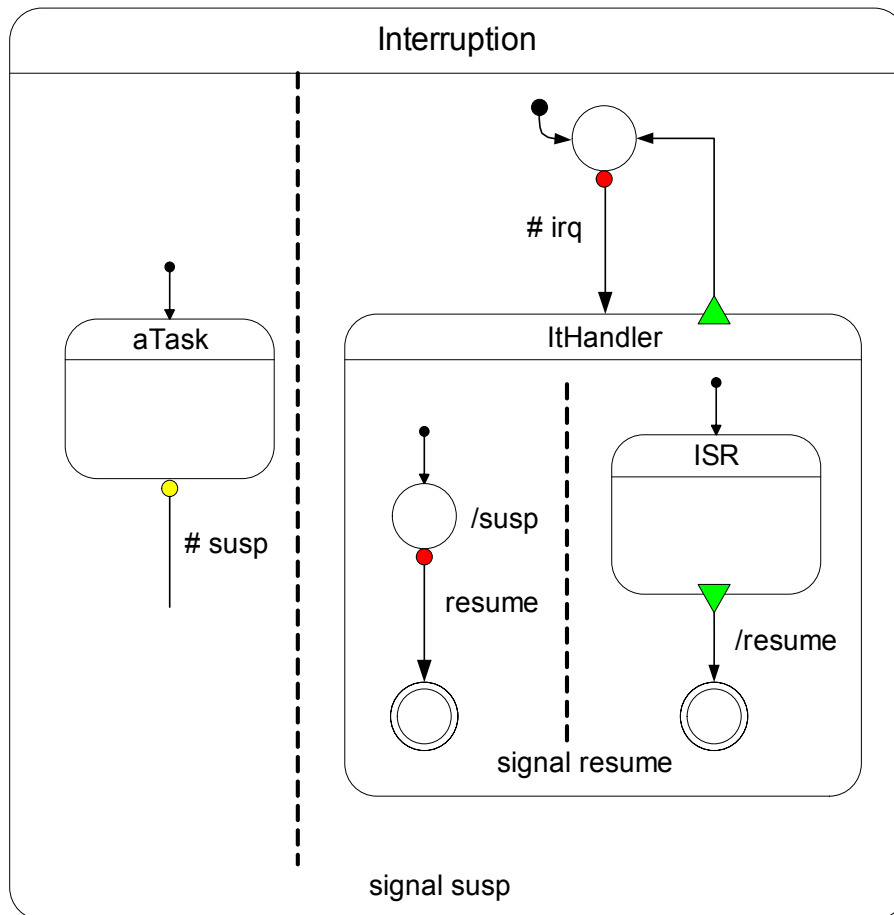 Interruption
# irq
aTask
ItHandler
ISR
/susp
# susp
resume
/resume
signal resume
signal susp